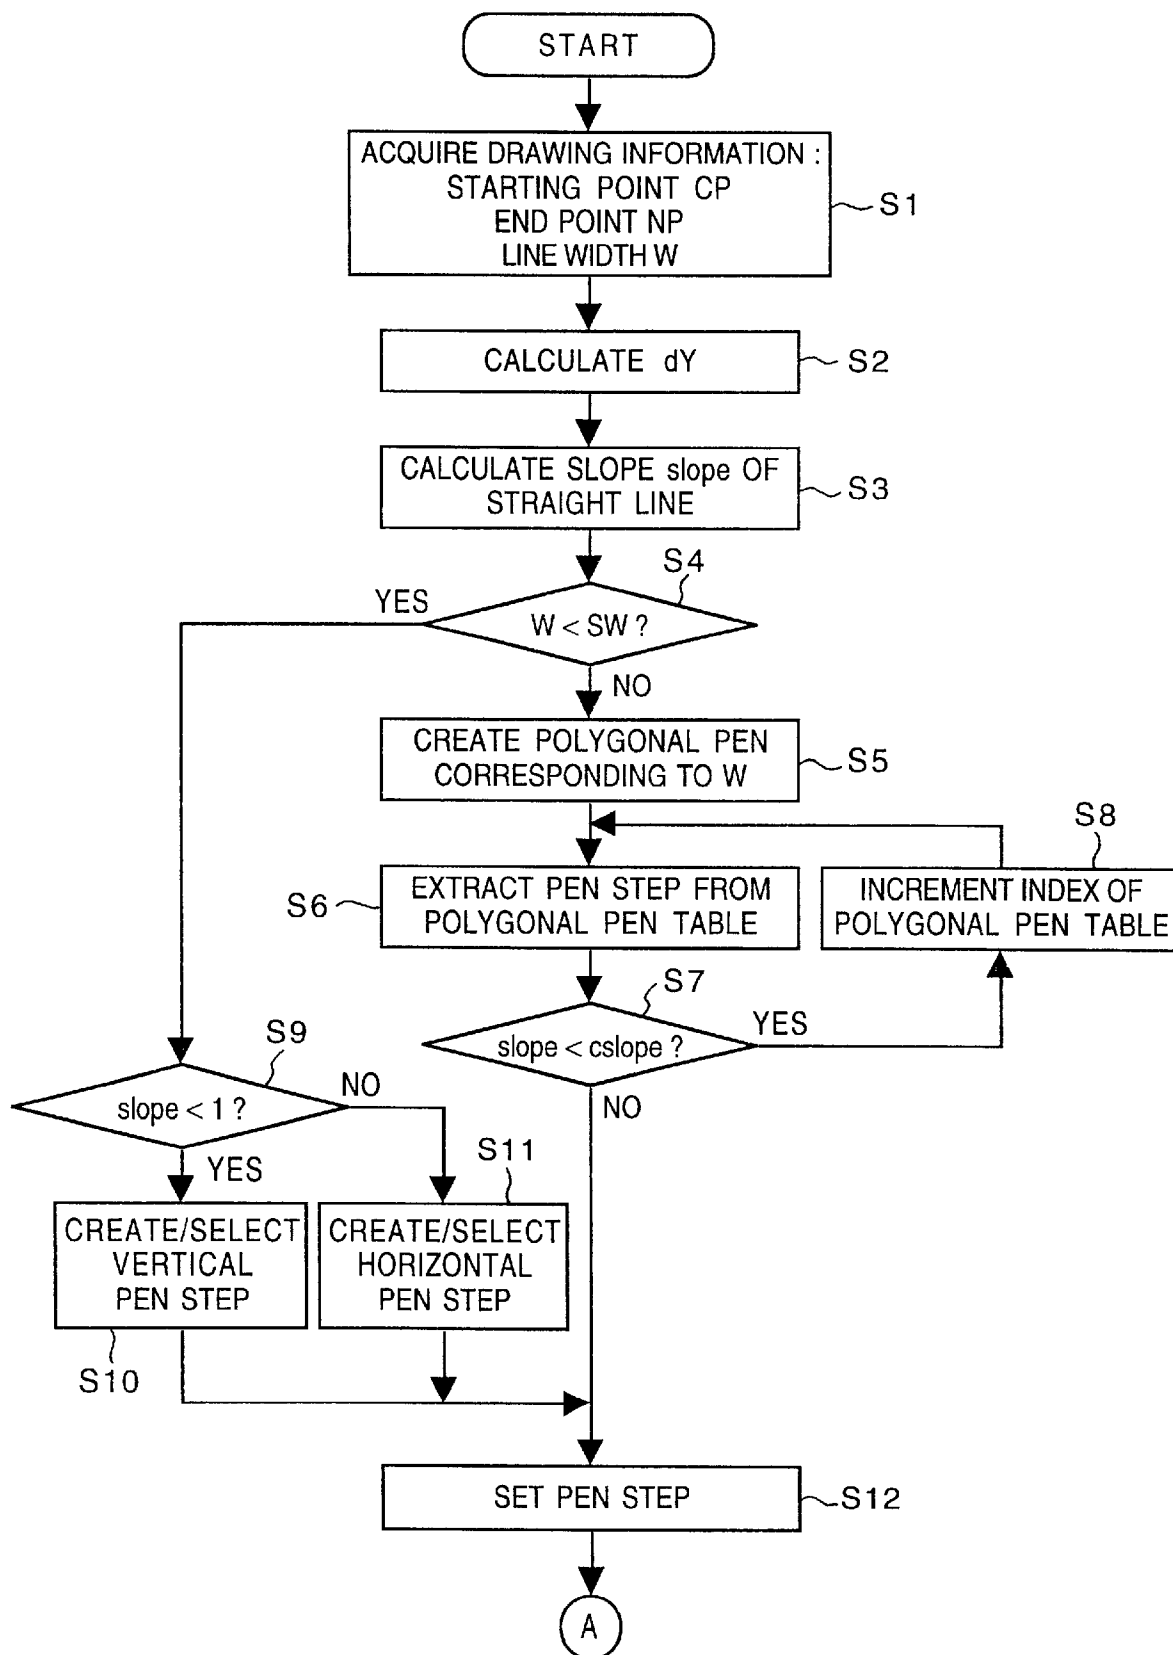 START
ACQUIRE DRAWING INFORMATION :
STARTING POINT CP
END POINT NP
LINE WIDTH W
S1
CALCULATE dY
S2
CALCULATE SLOPE slope OF
STRAIGHT LINE
S3
S4
YES
W < SW ?
NO
CREATE POLYGONAL PEN
CORRESPONDING TO W
S5
S8
S6
EXTRACT PEN STEP FROM
POLYGONAL PEN TABLE
INCREMENT INDEX OF
POLYGONAL PEN TABLE
S7
slope < cslope ?
YES
NO
S9
slope < 1 ?
NO
YES
S11
CREATE/SELECT
VERTICAL
PEN STEP
CREATE/SELECT
HORIZONTAL
PEN STEP
S10
SET PEN STEP
S12
A